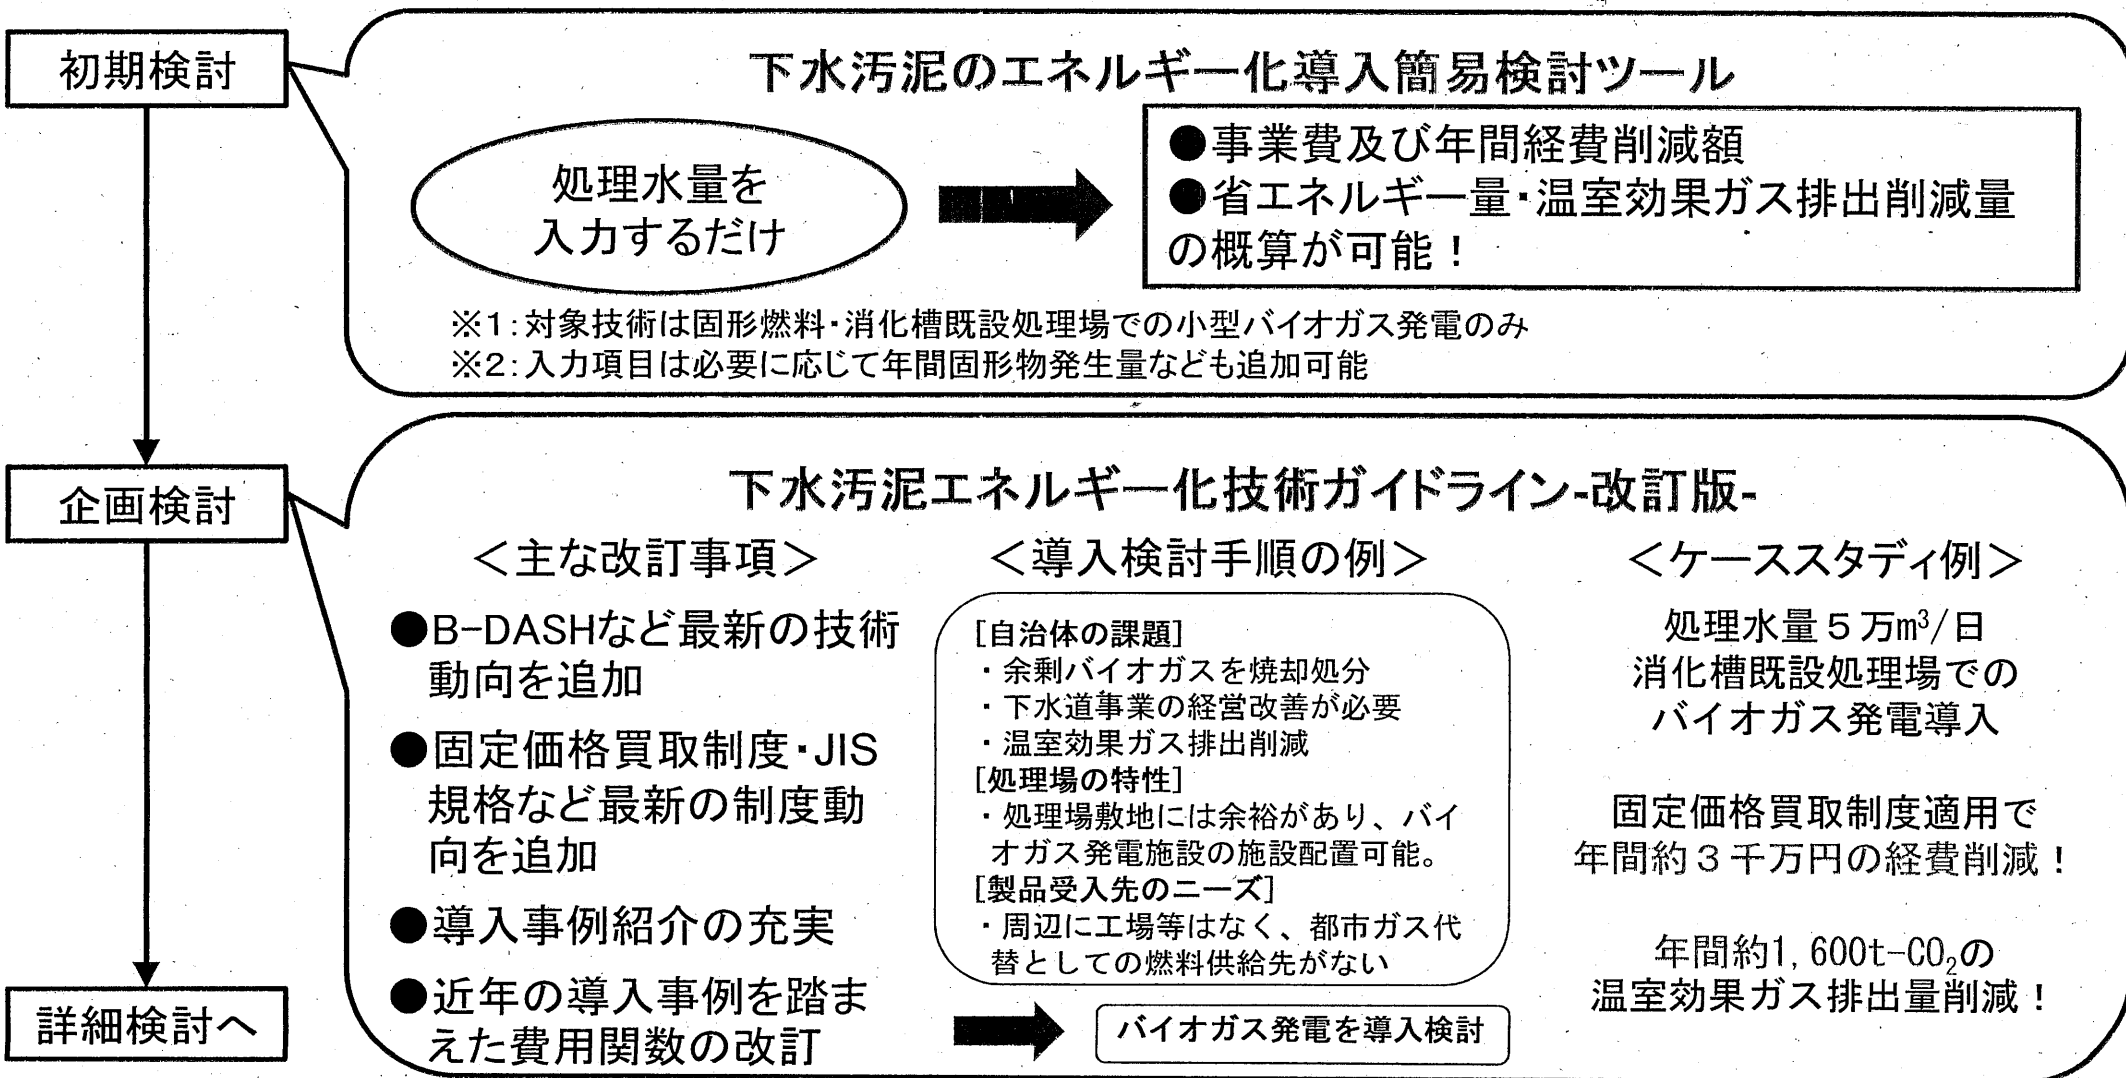 初期検討
下水汚泥のエネルギー化導入簡易検討ツール
処理水量を
入力するだけ
●事業費及び年間経費削減額
●省エネルギー量・温室効果ガス排出削減量
の概算が可能！
※1：対象技術は固形燃料・消化槽既設処理場での小型バイオガス発電のみ
※2：入力項目は必要に応じて年間固形物発生量なども追加可能
企画検討
下水汚泥エネルギー化技術ガイドライン-改訂版-
＜主な改訂事項＞
●B-DASHなど最新の技術
動向を追加
●固定価格買取制度・JIS
規格など最新の制度動
向を追加
●導入事例紹介の充実
●近年の導入事例を踏ま
えた費用関数の改訂
＜導入検討手順の例＞
[自治体の課題]
・余剰バイオガスを焼却処分
・下水道事業の経営改善が必要
・温室効果ガス排出削減
[処理場の特性]
・処理場敷地には余裕があり、バイ
オガス発電施設の施設配置可能。
[製品受入先のニーズ]
・周辺に工場等はなく、都市ガス代
替としての燃料供給先がない
バイオガス発電を導入検討
＜ケーススタディ例＞
処理水量５万m³/日
消化槽既設処理場での
バイオガス発電導入
固定価格買取制度適用で
年間約３千万円の経費削減！
年間約1,600t-CO₂の
温室効果ガス排出量削減！
詳細検討へ